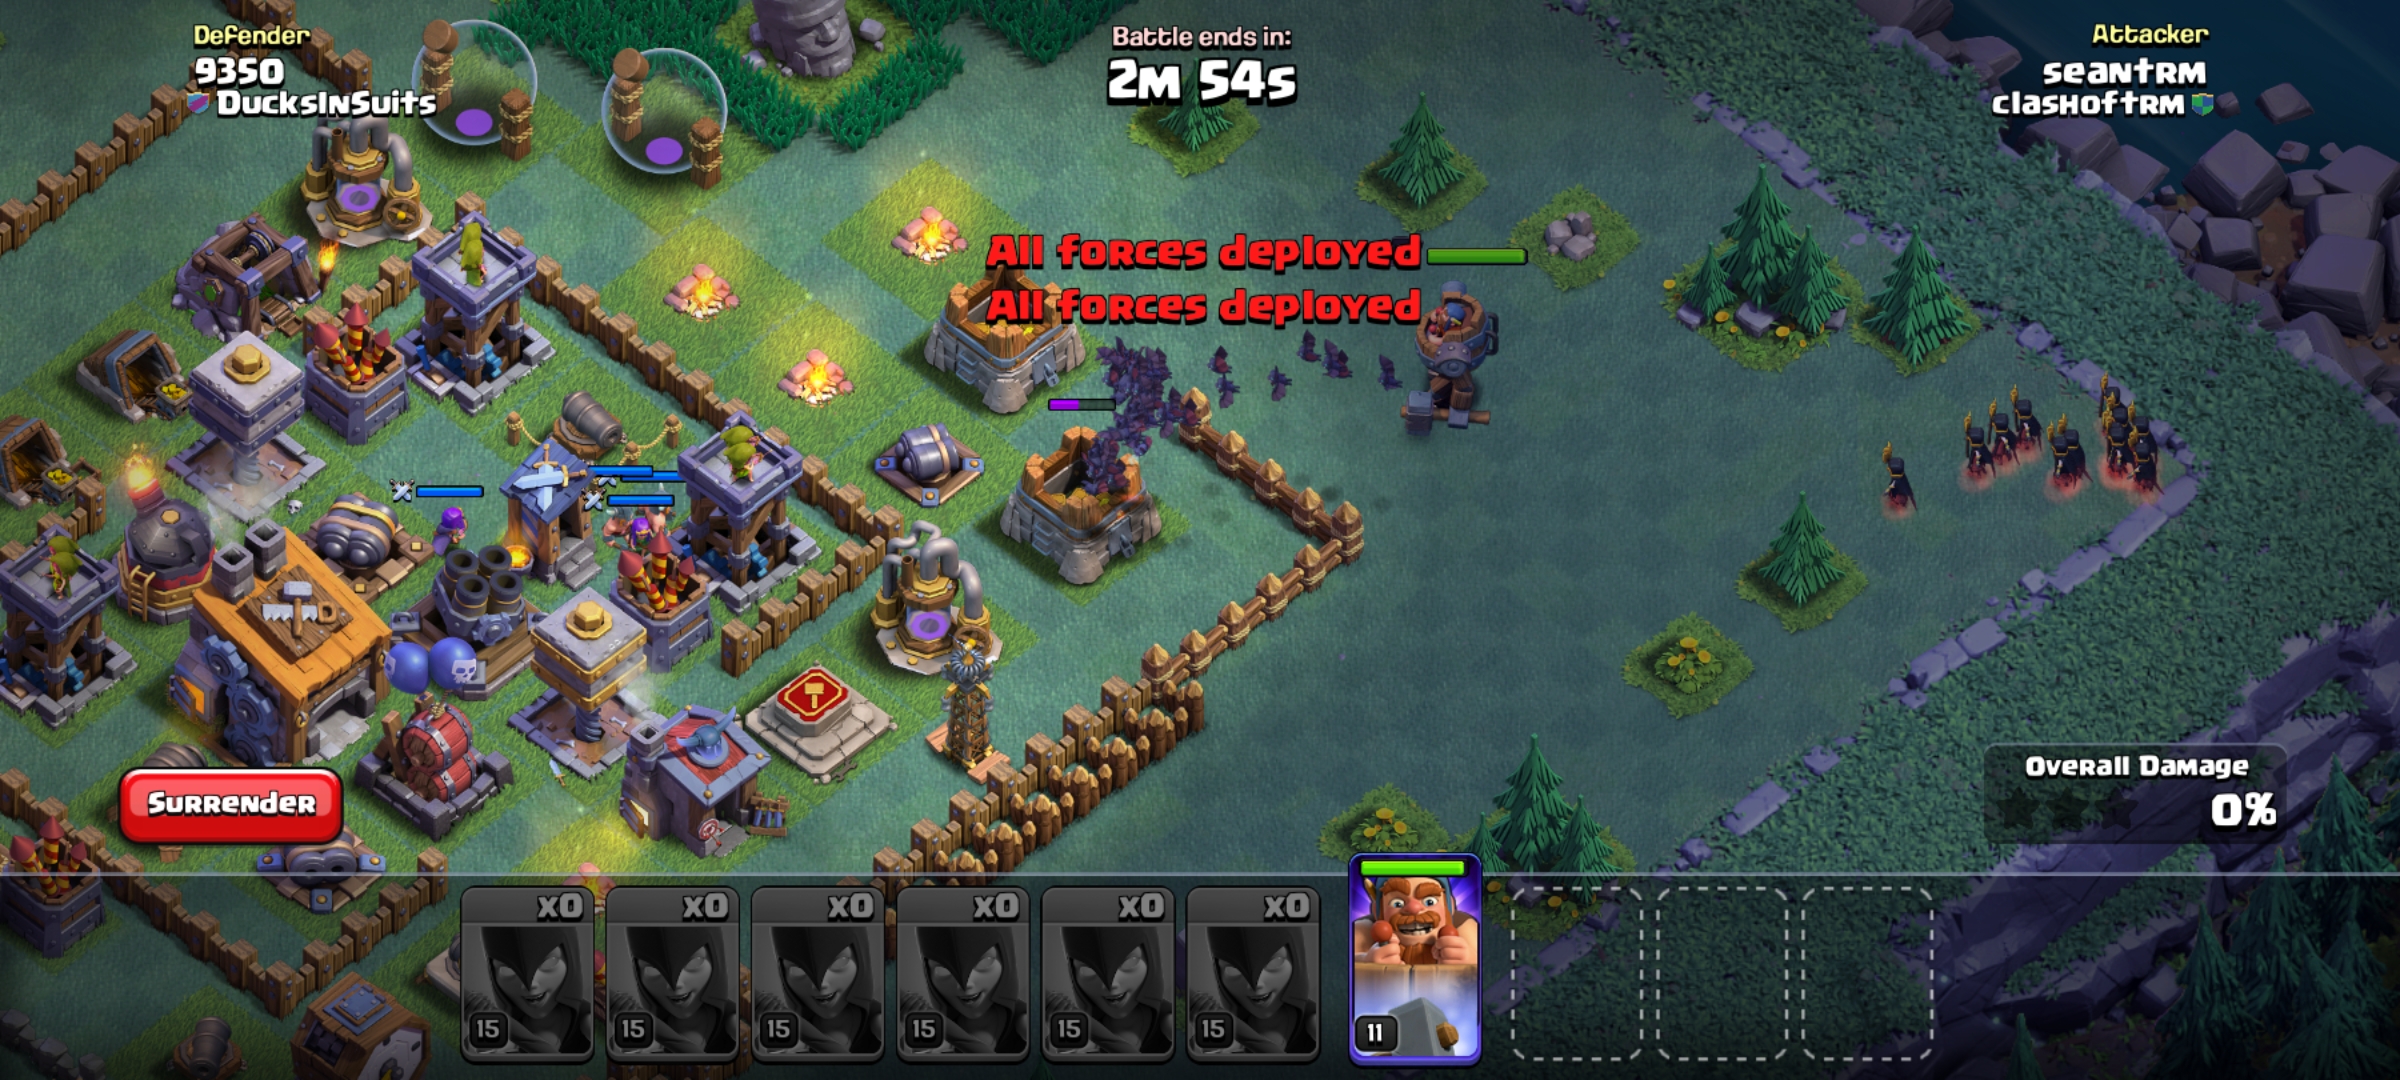 Defender
9350
DucksInSuits
Battle ends in:
2M 54s
Attacker
seantRM
clashoftRM
All forces deployed
All forces deployed
Surrender
Overall Damage
0%
x0 x0 x0 x0 x0 x0
15 15 15 15 15 15 11